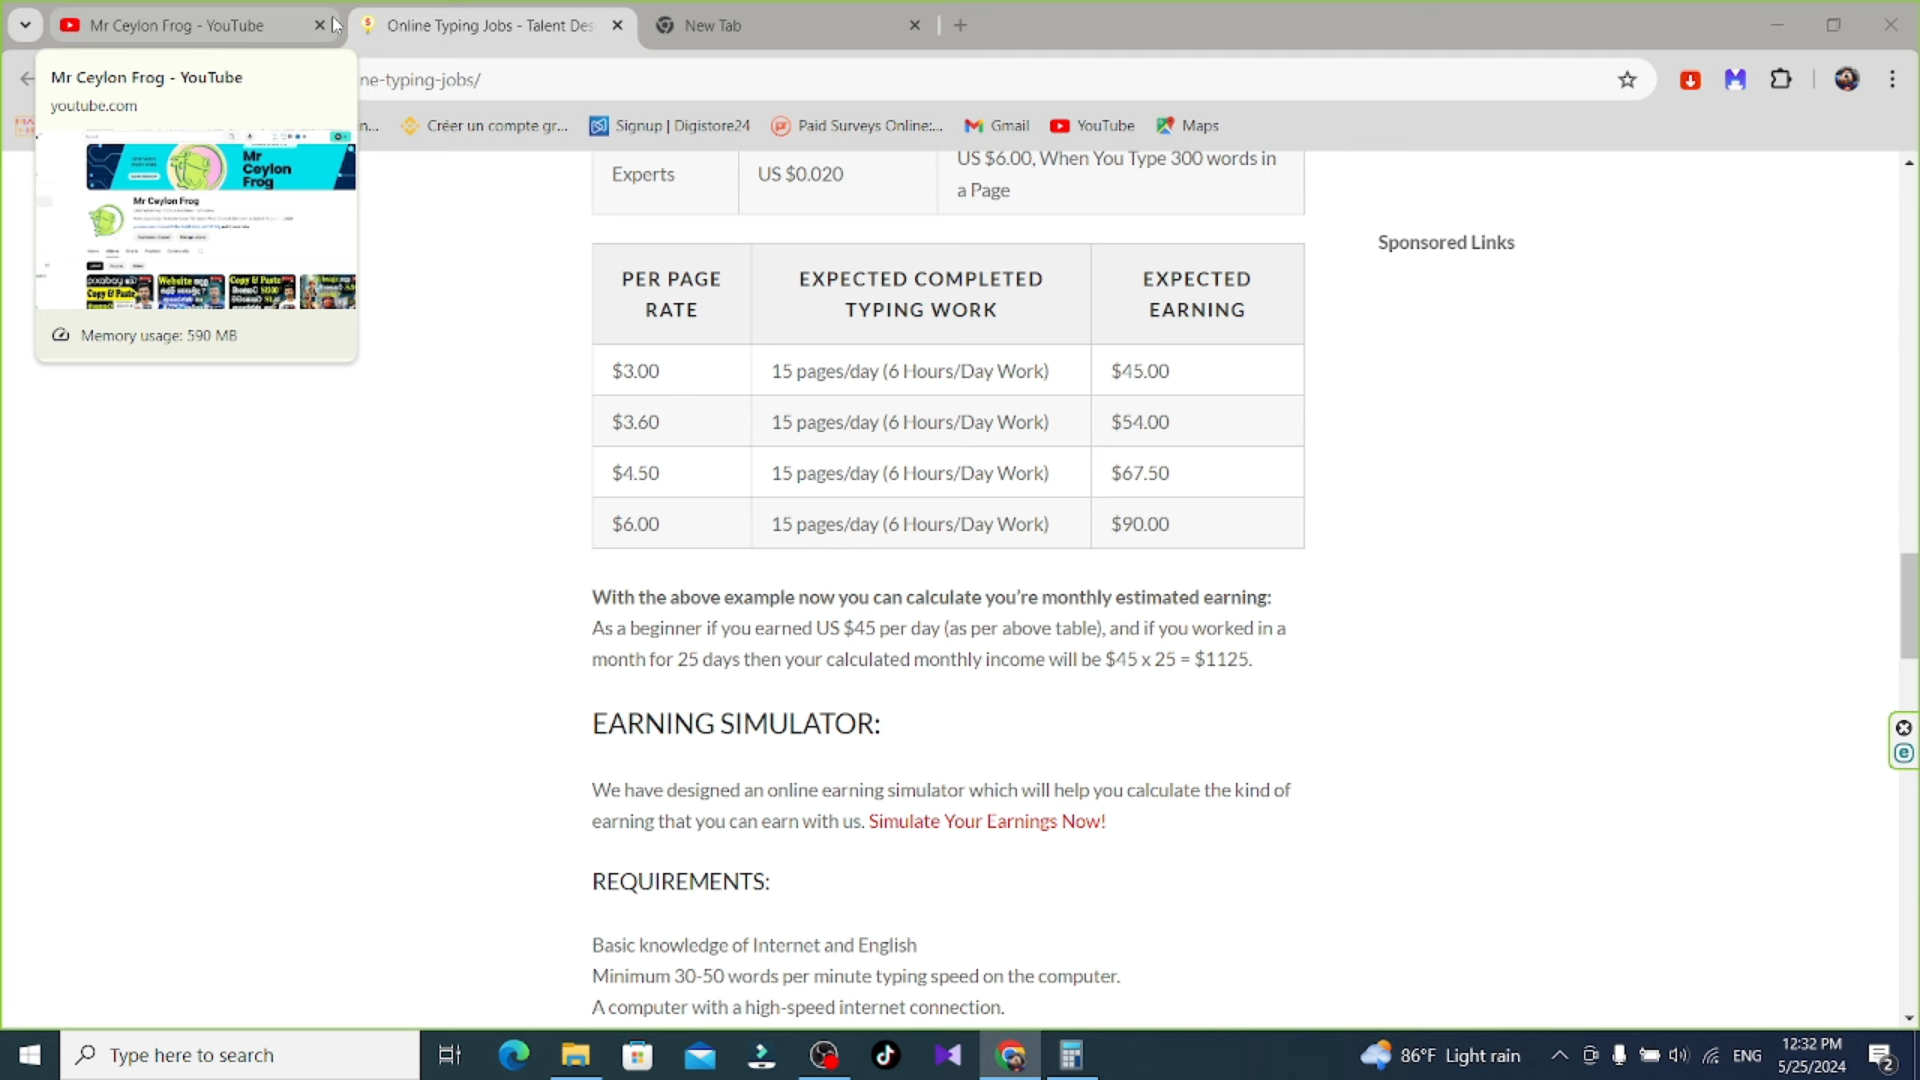 Mr Ceylon Frog - YouTube
Online Typing Jobs - Talent Des
New Tab
Mr Ceylon Frog - YouTube
youtube.com
ne-typing-jobs/
n...
Créer un compte gr...
Signup | Digistore24
Paid Surveys Online:...
Gmail
YouTube
Maps
Mr
Ceylon
Frog
Mr Ceylon Frog
Copy & Paste
Website
Copy & Paste
Memory usage: 590 MB
Experts
US $0.020
US $6.00, When You Type 300 words in
a Page
Sponsored Links
PER PAGE
RATE
EXPECTED COMPLETED
TYPING WORK
EXPECTED
EARNING
$3.00
15 pages/day (6 Hours/Day Work)
$45.00
$3.60
15 pages/day (6 Hours/Day Work)
$54.00
$4.50
15 pages/day (6 Hours/Day Work)
$67.50
$6.00
15 pages/day (6 Hours/Day Work)
$90.00
With the above example now you can calculate you’re monthly estimated earning:
As a beginner if you earned US $45 per day (as per above table), and if you worked in a
month for 25 days then your calculated monthly income will be $45 x 25 = $1125.
EARNING SIMULATOR:
We have designed an online earning simulator which will help you calculate the kind of
earning that you can earn with us. Simulate Your Earnings Now!
REQUIREMENTS:
Basic knowledge of Internet and English
Minimum 30-50 words per minute typing speed on the computer.
A computer with a high-speed internet connection.
Type here to search
86°F Light rain
ENG
12:32 PM
5/25/2024
2